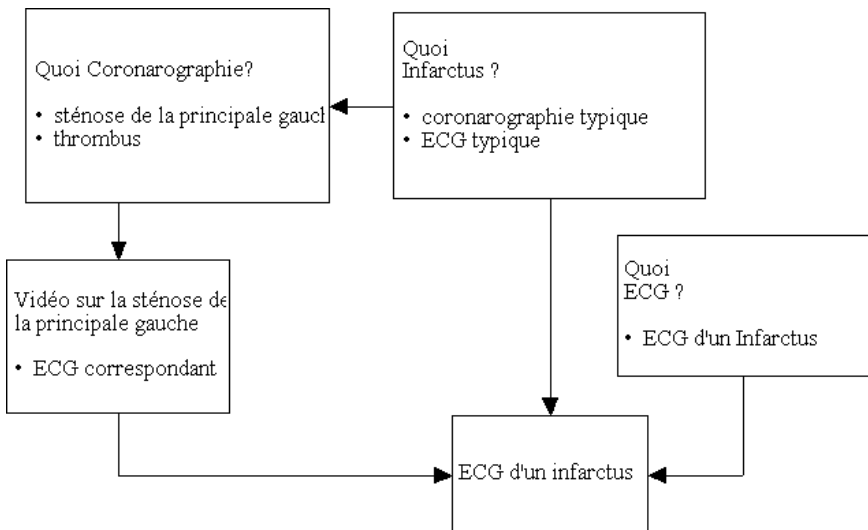 Quoi Coronarographie?
• sténose de la principale gaucl
• thrombus
Quoi
Infarctus ?
• coronarographie typique
• ECG typique
Vidéo sur la sténose de
la principale gauche
• ECG correspondant
Quoi
ECG ?
• ECG d'un Infarctus
ECG d'un infarctus